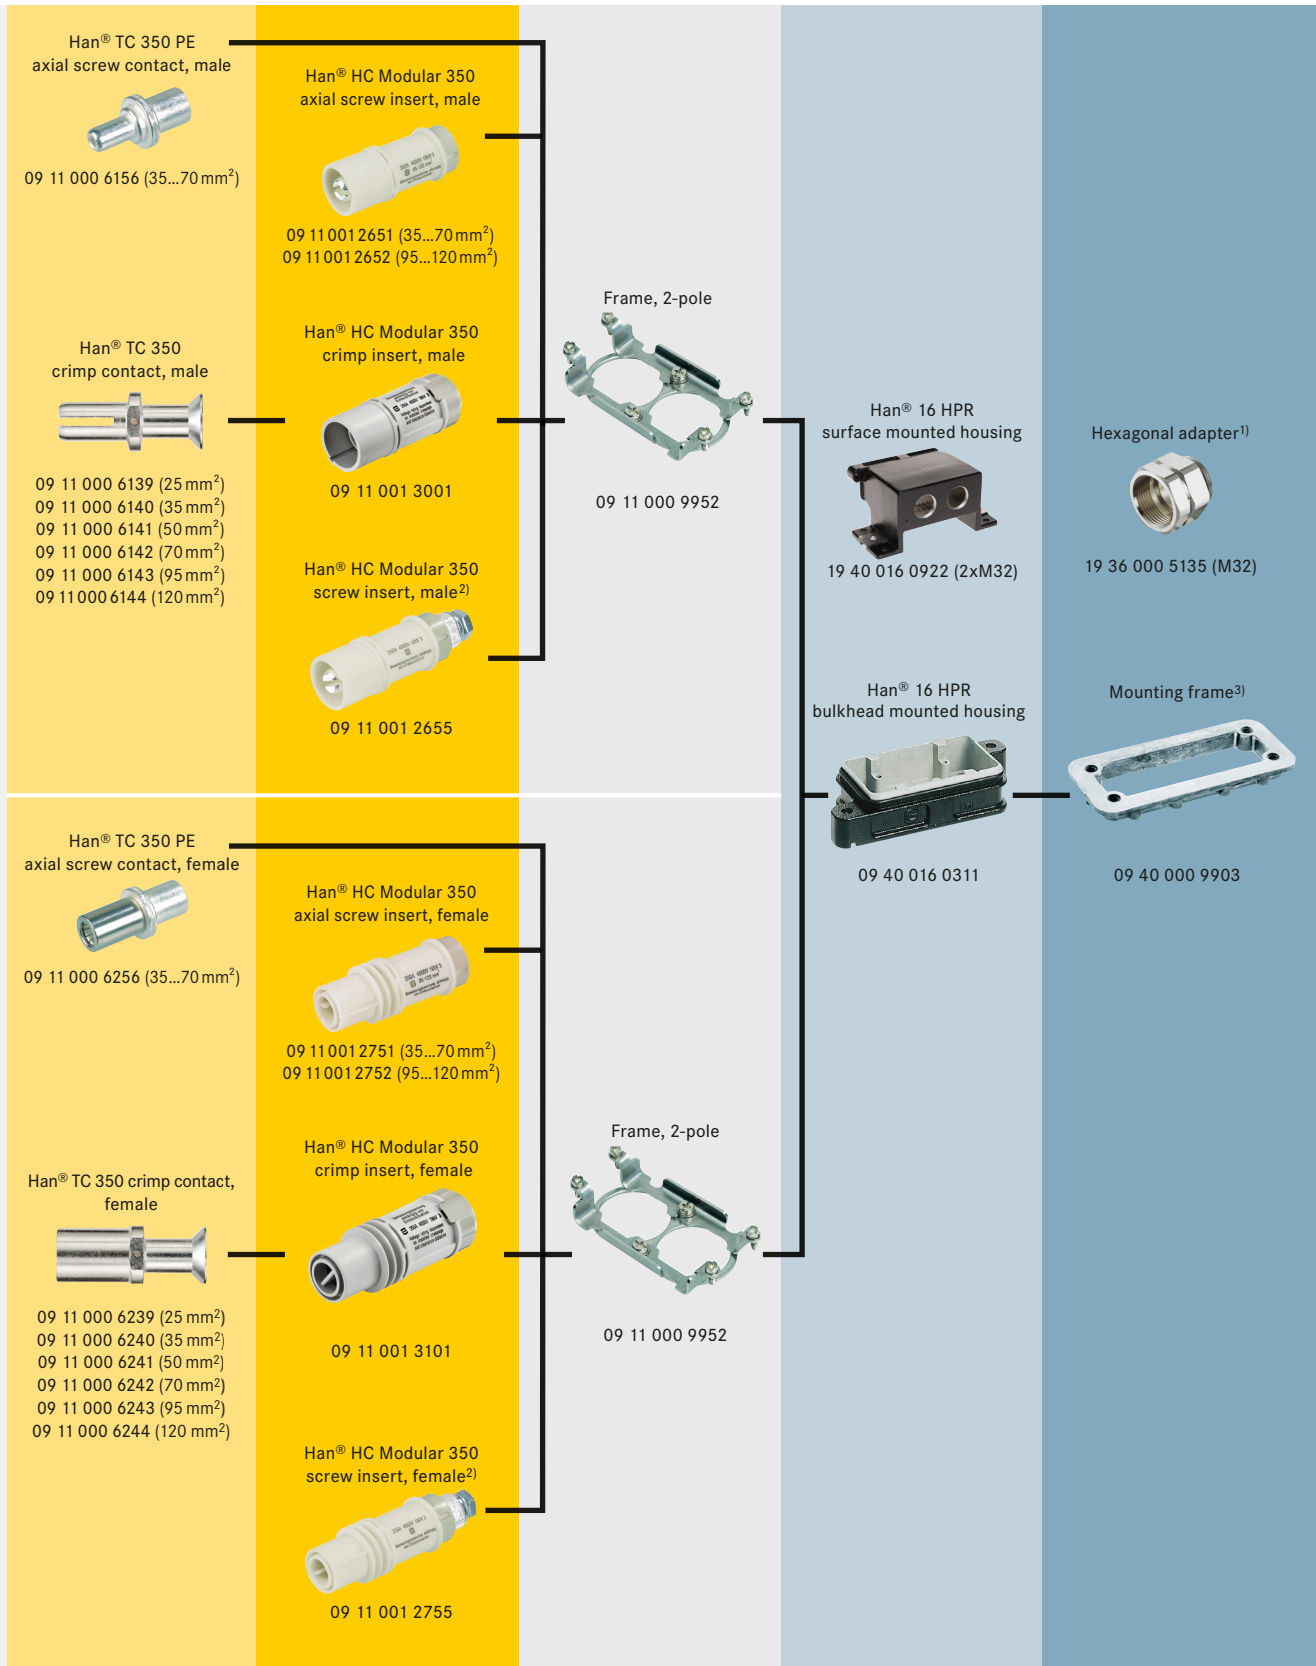 Han® TC 350 PE
axial screw contact, male
09 11 000 6156 (35...70 mm²)
Han® TC 350
crimp contact, male
09 11 000 6139 (25 mm²)
09 11 000 6140 (35 mm²)
09 11 000 6141 (50 mm²)
09 11 000 6142 (70 mm²)
09 11 000 6143 (95 mm²)
09 11 000 6144 (120 mm²)
Han® HC Modular 350
axial screw insert, male
09 11 001 2651 (35...70 mm²)
09 11 001 2652 (95...120 mm²)
Han® HC Modular 350
crimp insert, male
09 11 001 3001
Han® HC Modular 350
screw insert, male²⁾
09 11 001 2655
Frame, 2-pole
09 11 000 9952
Han® 16 HPR
surface mounted housing
19 40 016 0922 (2xM32)
Hexagonal adapter¹⁾
19 36 000 5135 (M32)
Han® 16 HPR
bulkhead mounted housing
09 40 016 0311
Mounting frame³⁾
09 40 000 9903
Han® TC 350 PE
axial screw contact, female
09 11 000 6256 (35...70 mm²)
Han® TC 350 crimp contact,
female
09 11 000 6239 (25 mm²)
09 11 000 6240 (35 mm²)
09 11 000 6241 (50 mm²)
09 11 000 6242 (70 mm²)
09 11 000 6243 (95 mm²)
09 11 000 6244 (120 mm²)
Han® HC Modular 350
axial screw insert, female
09 11 001 2751 (35...70 mm²)
09 11 001 2752 (95...120 mm²)
Han® HC Modular 350
crimp insert, female
09 11 001 3101
Han® HC Modular 350
screw insert, female²⁾
09 11 001 2755
Frame, 2-pole
09 11 000 9952